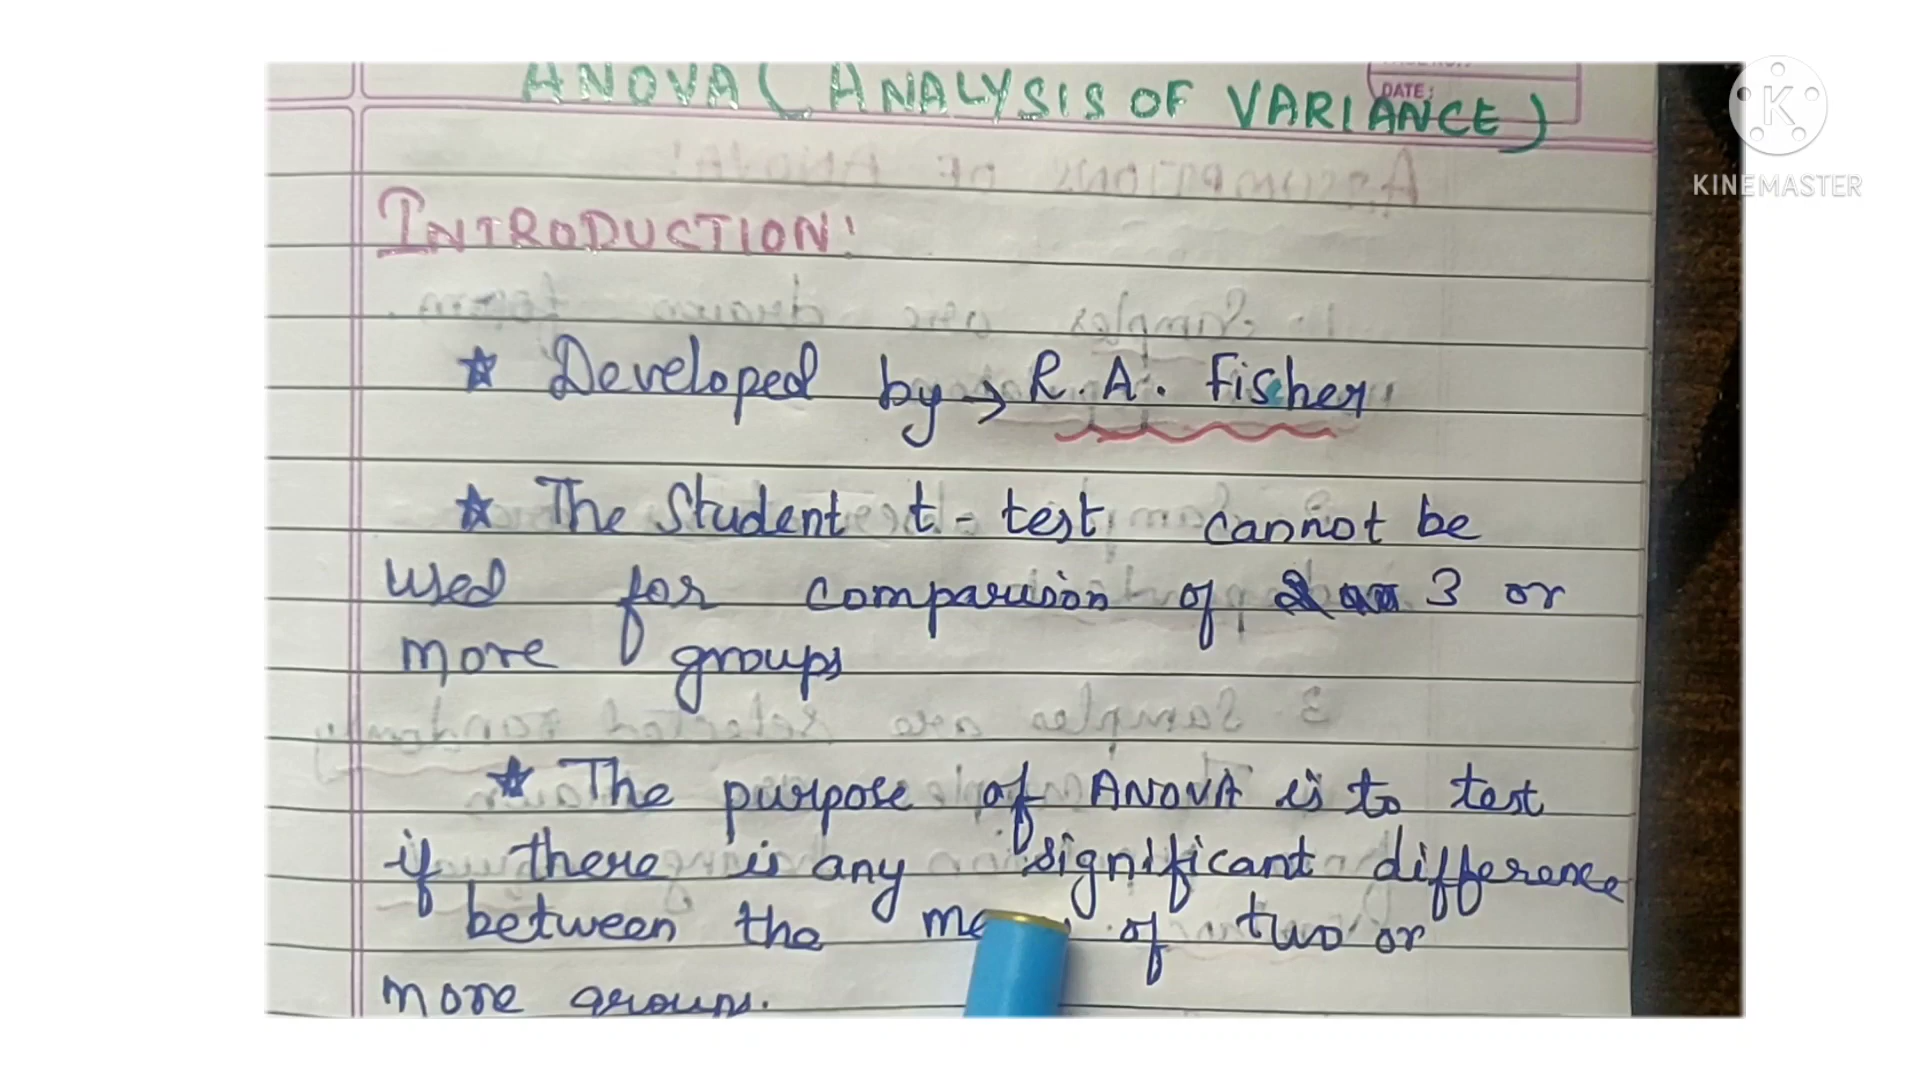 ANOVA (ANALYSIS OF VARIANCE)
DATE:
KINEMASTER
INTRODUCTION:
☆ Developed by → R. A. Fisher
☆ The Student t-test cannot be
used for comparision of 3 or
more groups
☆ The purpose of ANOVA is to test
if there is any significant difference
between the of two or
more groups.